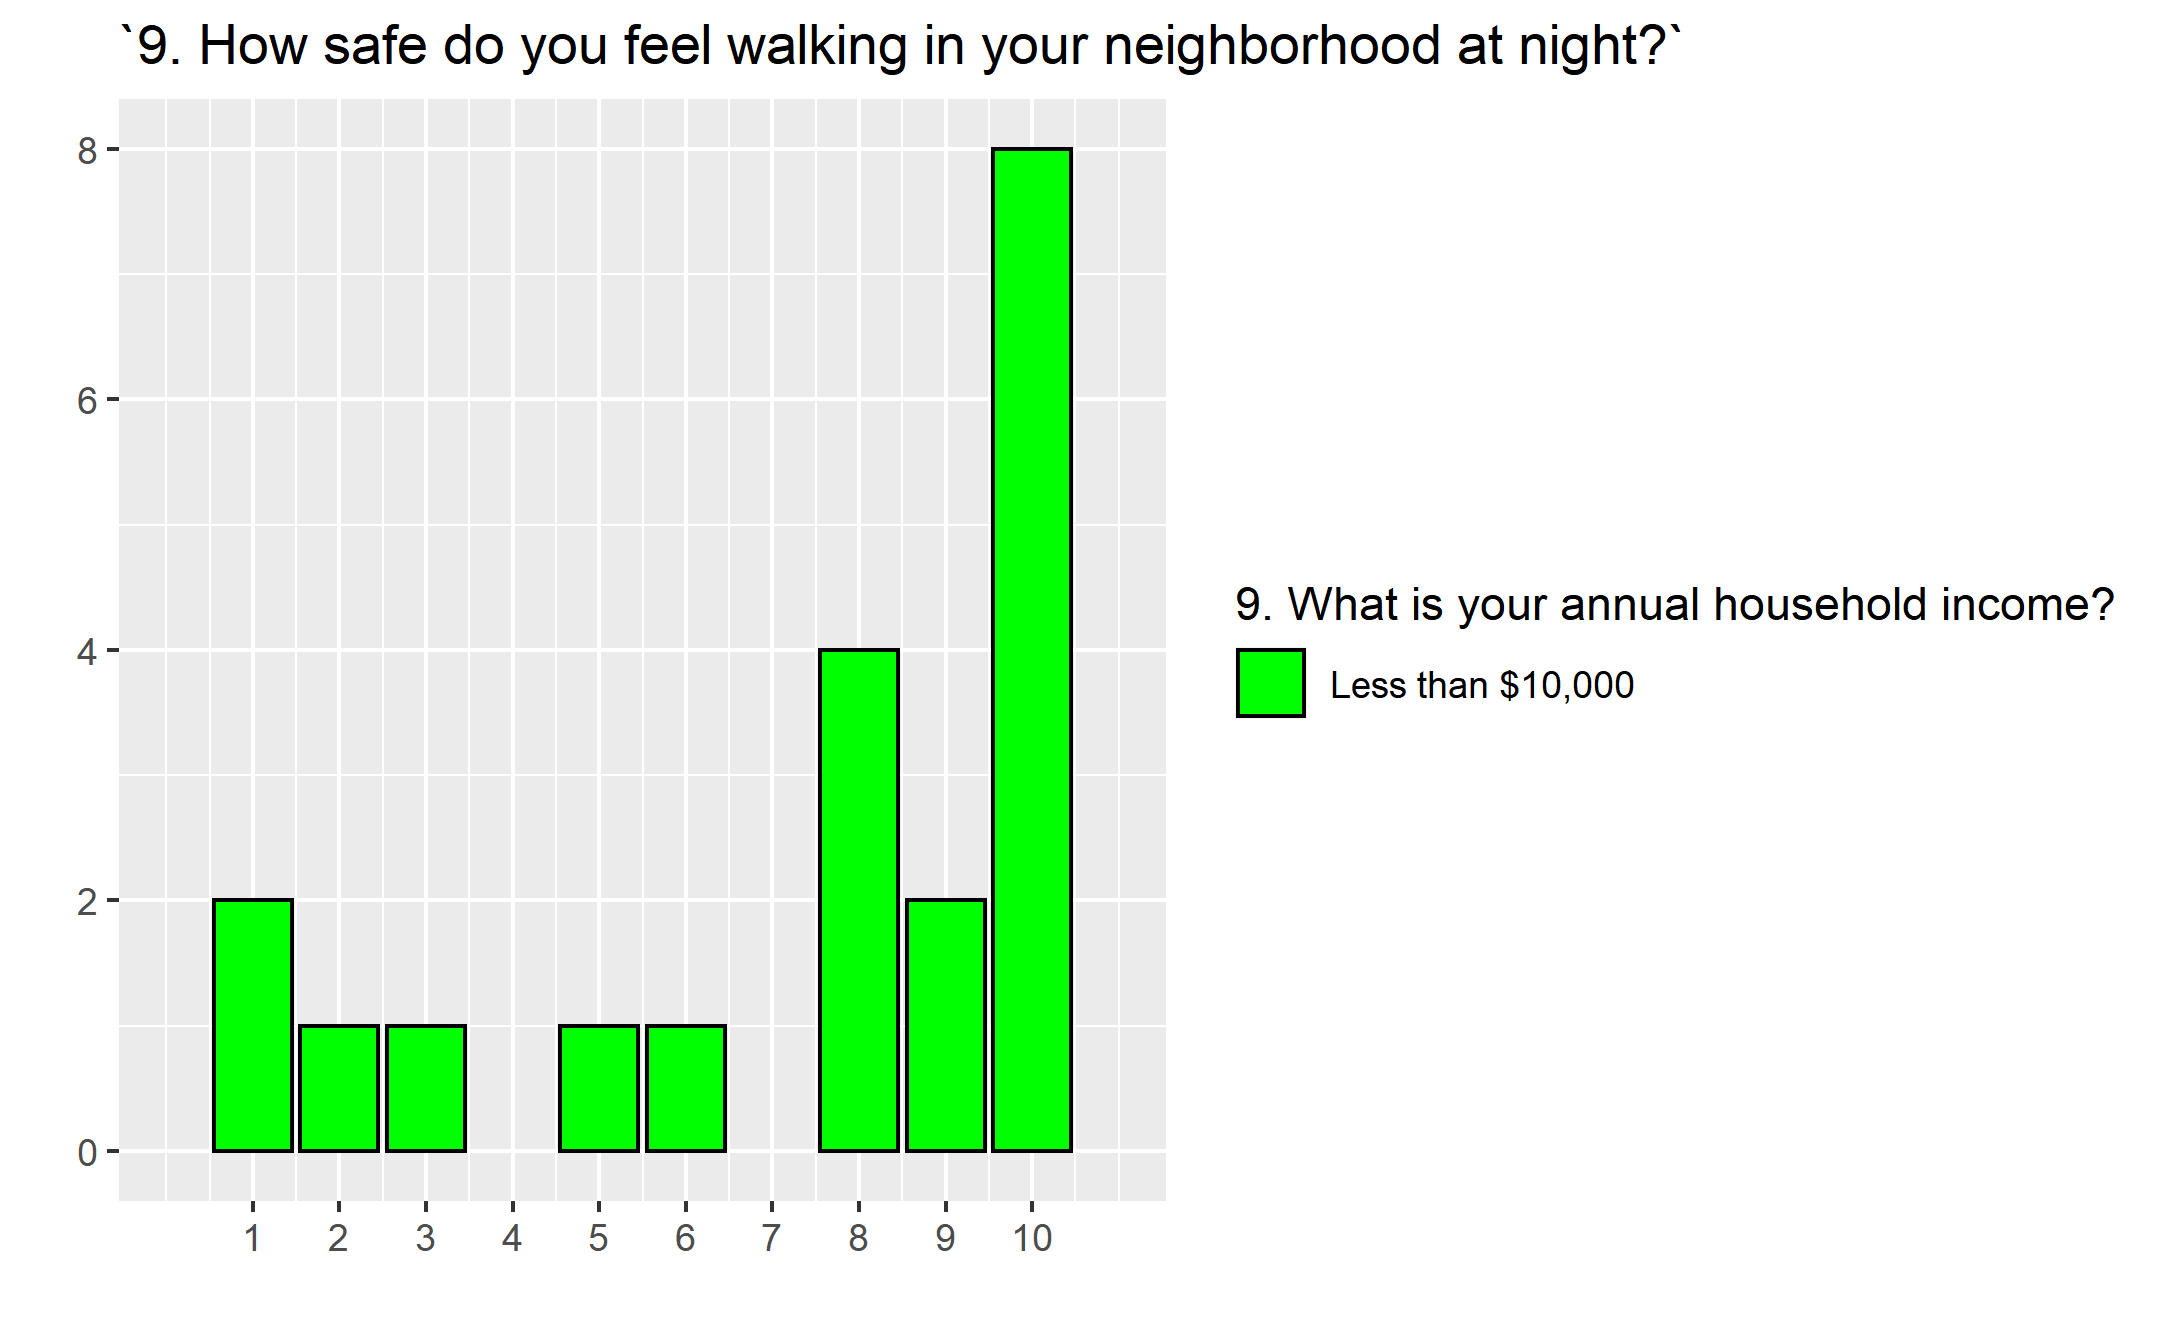 `9. How safe do you feel walking in your neighborhood at night?`
8
6
4
2
0
1 2 3 4 5 6 7 8 9 10
9. What is your annual household income?
Less than $10,000